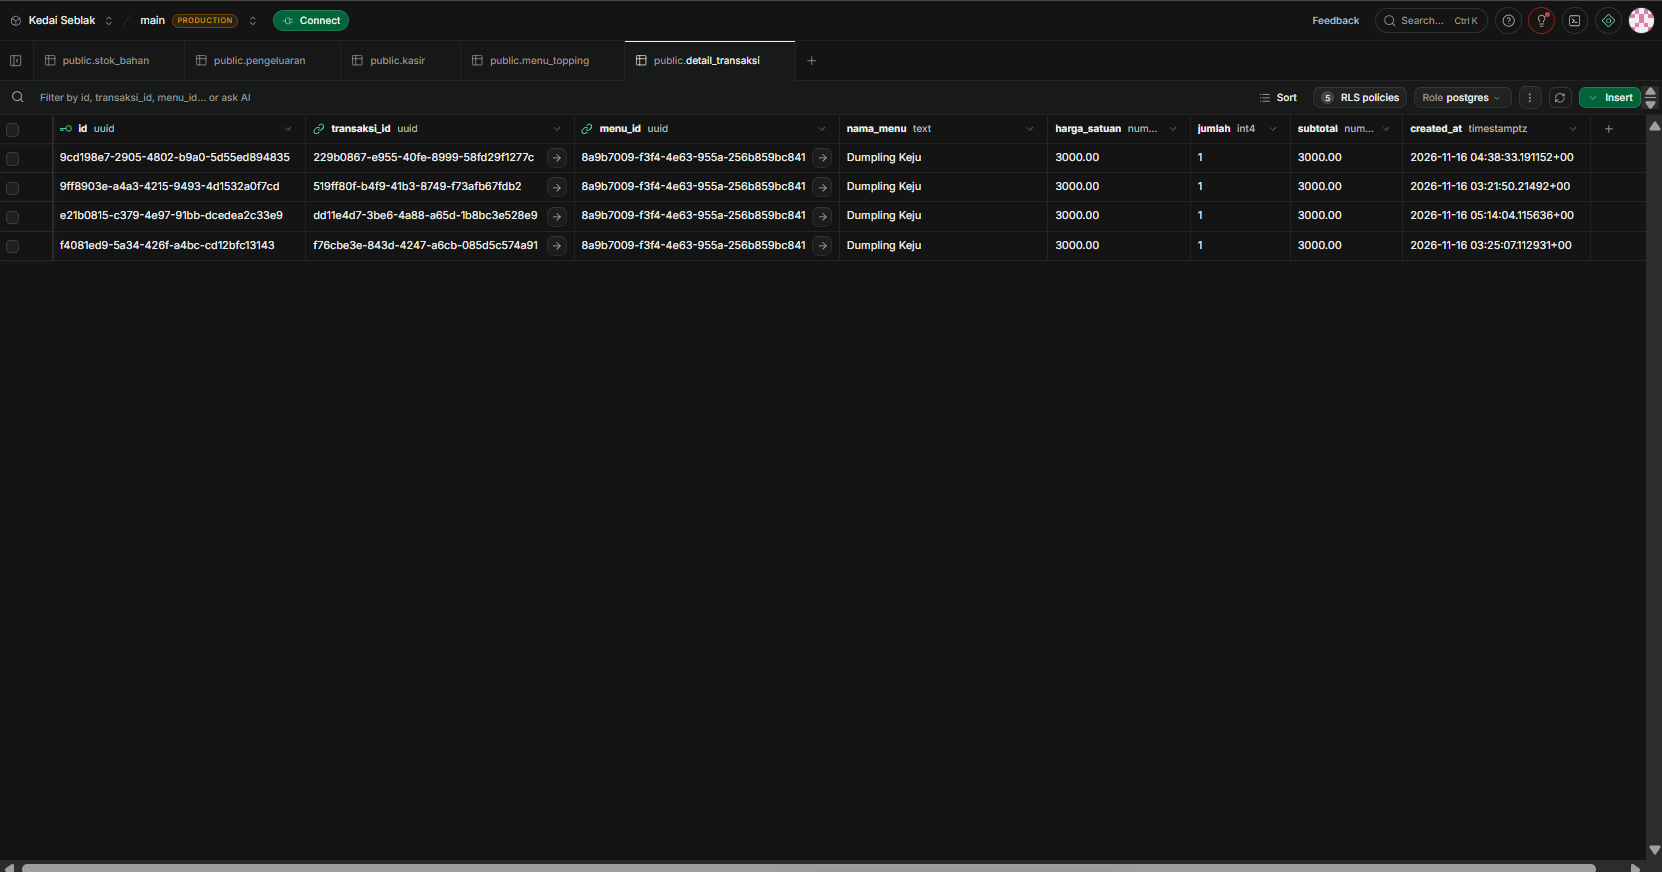 Kedai Seblak / main PRODUCTION Connect Feedback Search... Ctrl K
public.stok_bahan public.pengeluaran public.kasir public.menu_topping public.detail_transaksi +
Filter by id, transaksi_id, menu_id... or ask AI Sort 5 RLS policies Role postgres Insert
id uuid transaksi_id uuid menu_id uuid nama_menu text harga_satuan num... jumlah int4 subtotal num... created_at timestamptz +
9cd198e7-2905-4802-b9a0-5d55ed894835 229b0867-e955-40fe-8999-58fd29f1277c 8a9b7009-f3f4-4e63-955a-256b859bc841 Dumpling Keju 3000.00 1 3000.00 2026-11-16 04:38:33.191152+00
9ff8903e-a4a3-4215-9493-4d1532a0f7cd 519ff80f-b4f9-41b3-8749-f73afb67fdb2 8a9b7009-f3f4-4e63-955a-256b859bc841 Dumpling Keju 3000.00 1 3000.00 2026-11-16 03:21:50.21492+00
e21b0815-c379-4e97-91bb-dcedea2c33e9 dd11e4d7-3be6-4a88-a65d-1b8bc3e528e9 8a9b7009-f3f4-4e63-955a-256b859bc841 Dumpling Keju 3000.00 1 3000.00 2026-11-16 05:14:04.115636+00
f4081ed9-5a34-426f-a4bc-cd12bfc13143 f76cbe3e-843d-4247-a6cb-085d5c574a91 8a9b7009-f3f4-4e63-955a-256b859bc841 Dumpling Keju 3000.00 1 3000.00 2026-11-16 03:25:07.112931+00